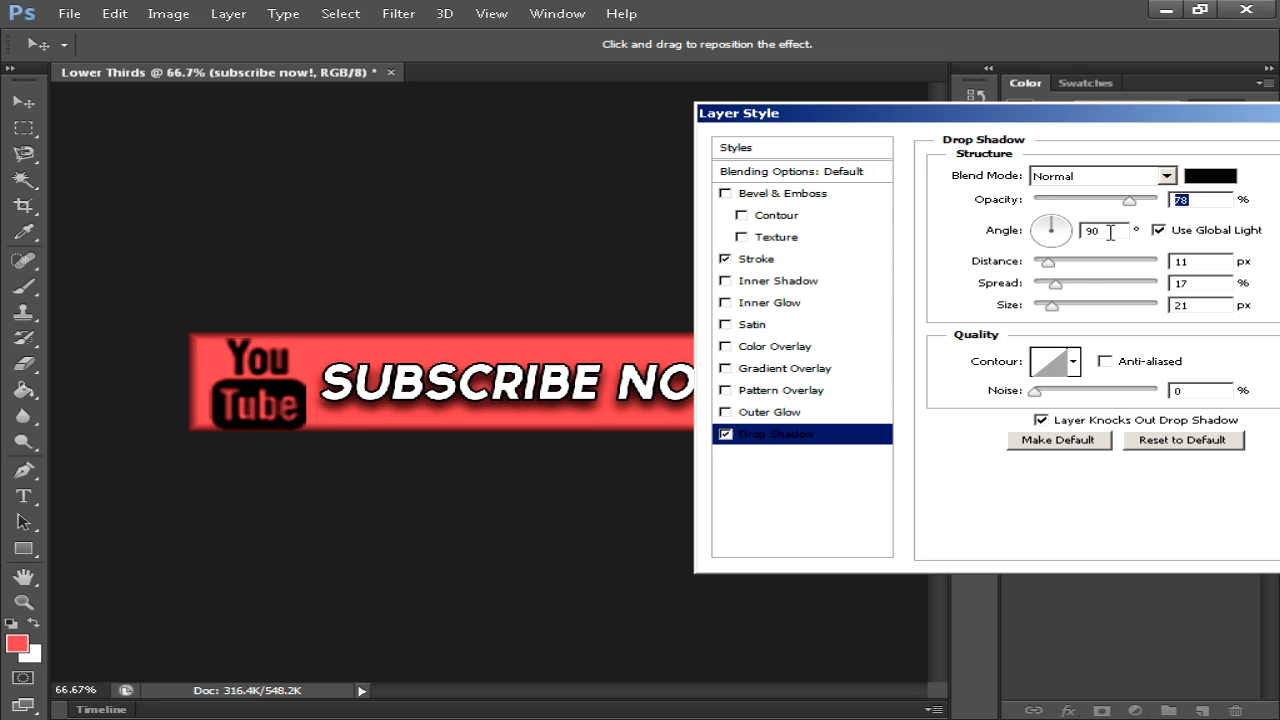 Ps File Edit Image Layer Type Select Filter 3D View Window Help
Click and drag to reposition the effect.
Lower Thirds @ 66.7% (subscribe now!, RGB/8) *
Color Swatches
Layer Style
Styles
Blending Options: Default
Bevel & Emboss
Contour
Texture
Stroke
Inner Shadow
Inner Glow
Satin
Color Overlay
Gradient Overlay
Pattern Overlay
Outer Glow
Drop Shadow
Drop Shadow
Structure
Blend Mode: Normal
Opacity: 78 %
Angle: 90 ° Use Global Light
Distance: 11 px
Spread: 17 %
Size: 21 px
Quality
Contour: Anti-aliased
Noise: 0 %
Layer Knocks Out Drop Shadow
Make Default Reset to Default
You
Tube
SUBSCRIBE NO
66.67% Doc: 316.4K/548.2K
Timeline